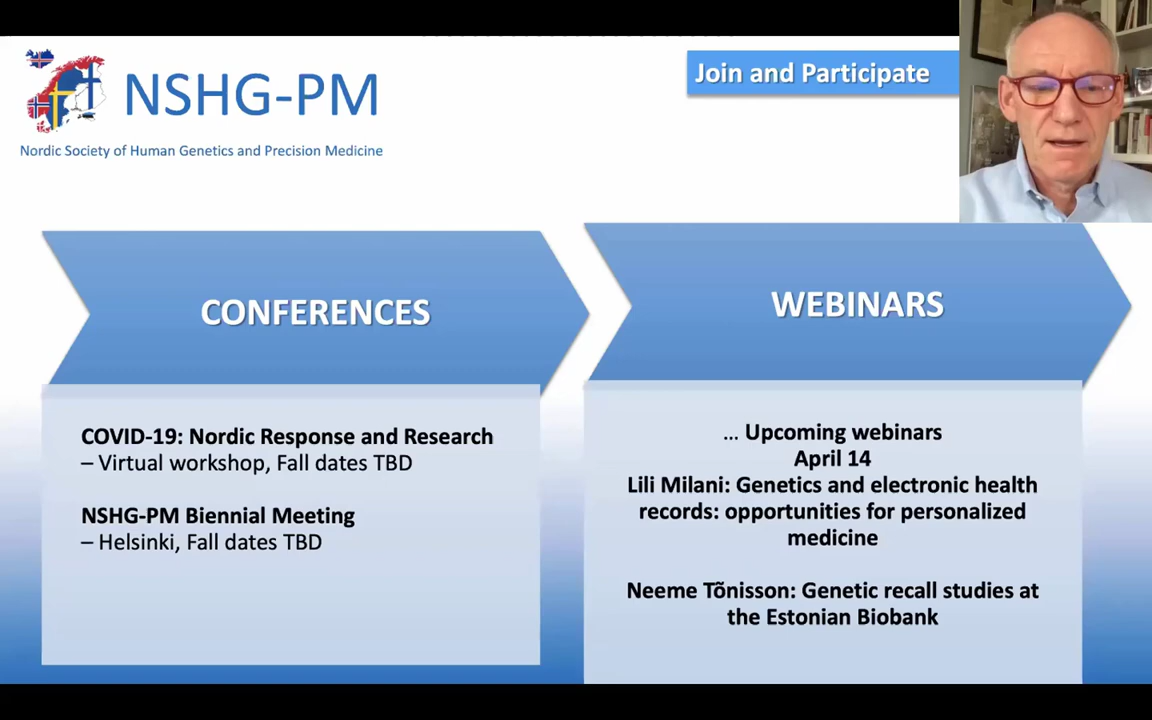 NSHG-PM
Nordic Society of Human Genetics and Precision Medicine
Join and Participate
CONFERENCES
COVID-19: Nordic Response and Research
– Virtual workshop, Fall dates TBD
NSHG-PM Biennial Meeting
– Helsinki, Fall dates TBD
WEBINARS
... Upcoming webinars
April 14
Lili Milani: Genetics and electronic health
records: opportunities for personalized
medicine
Neeme Tõnisson: Genetic recall studies at
the Estonian Biobank